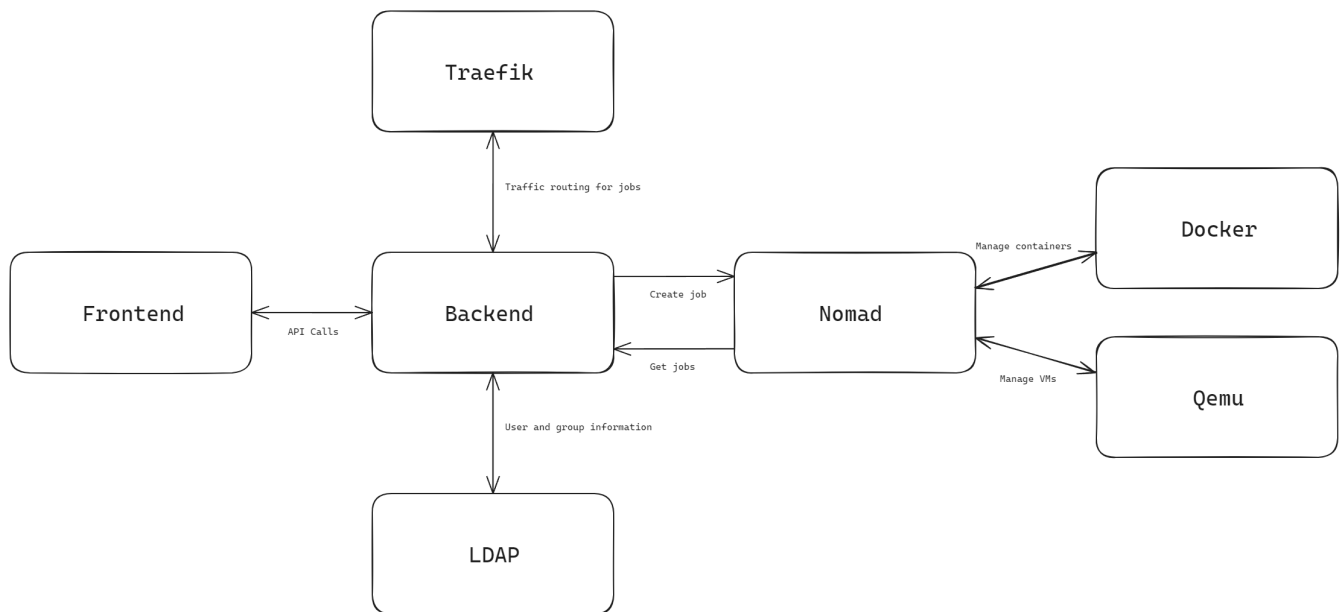 Traefik
Traffic routing for jobs
Manage containers
Docker
Frontend
API Calls
Backend
Create job
Get jobs
Nomad
Manage VMs
Qemu
User and group information
LDAP